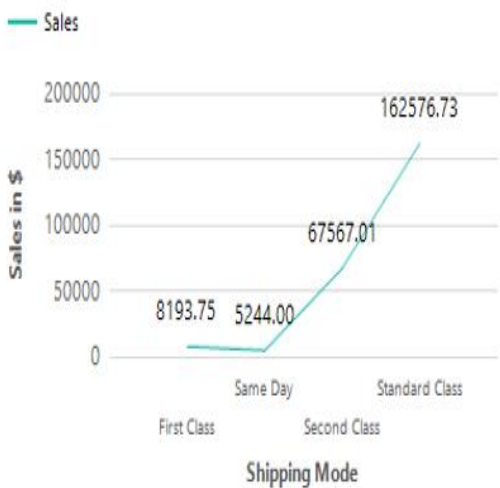 Sales
200000
162576.73
150000
Sales in $
100000
67567.01
50000
8193.75
5244.00
0
Same Day
Standard Class
First Class
Second Class
Shipping Mode